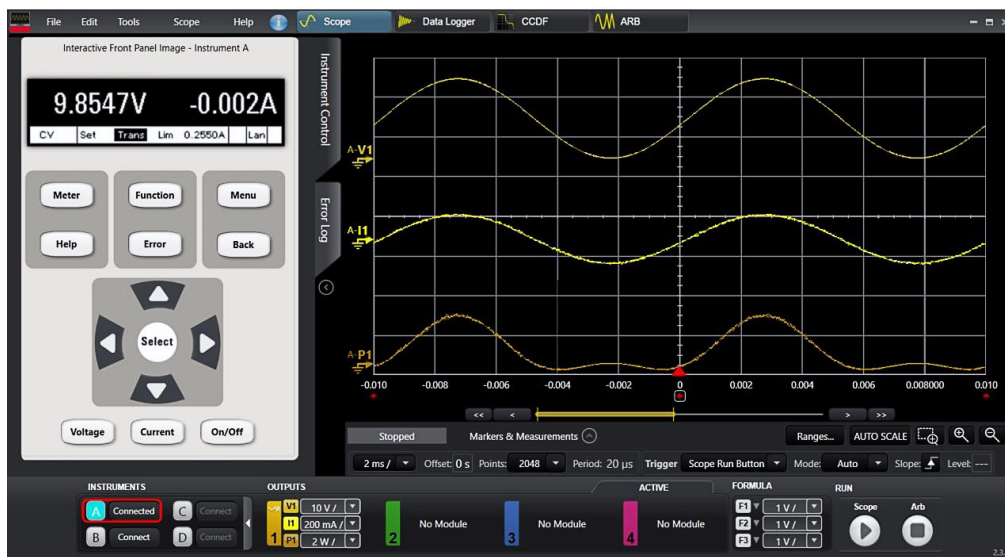 File Edit Tools Scope Help Scope Data Logger CCDF ARB
Interactive Front Panel Image - Instrument A
9.8547V -0.002A
CV Set Trans Lim 0.2550A Lan
Meter Function Menu
Help Error Back
Select
Voltage Current On/Off
Instrument Control
Error Log
A-V1
A-I1
A-P1
-0.010 -0.008 -0.006 -0.004 -0.002 0 0.002 0.004 0.006 0.008000 0.010
<< < > >>
Stopped Markers & Measurements Ranges... AUTO SCALE
2 ms / Offset: 0 s Points: 2048 Period: 20 µs Trigger Scope Run Button Mode: Auto Slope: Level: ---
INSTRUMENTS OUTPUTS ACTIVE FORMULA RUN
A Connected C Connect
B Connect D Connect
1 V1 10 V /
I1 200 mA /
P1 2 W /
2 No Module
3 No Module
4 No Module
F1 1 V /
F2 1 V /
F3 1 V /
Scope Arb